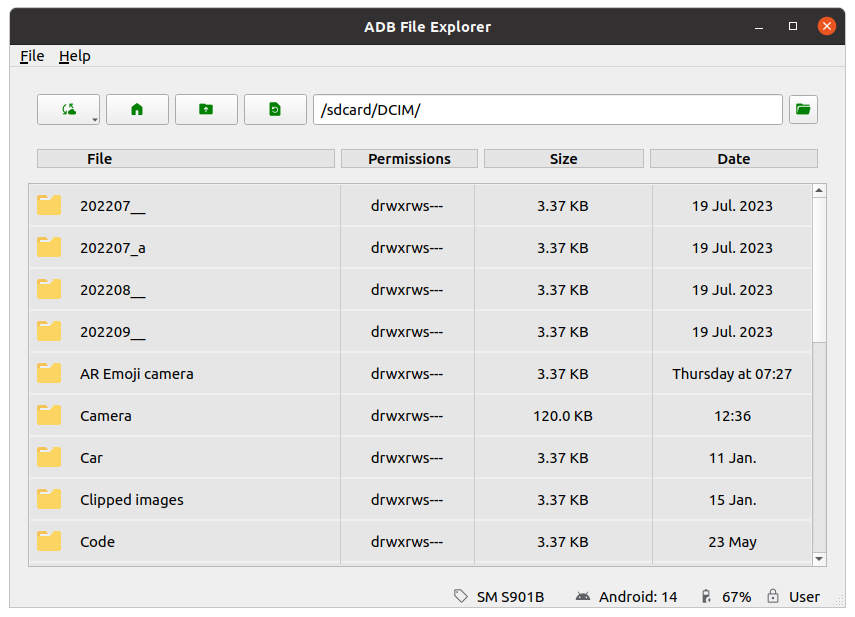 ADB File Explorer
File Help
/sdcard/DCIM/
File Permissions Size Date
202207__ drwxrws--- 3.37 KB 19 Jul. 2023
202207_a drwxrws--- 3.37 KB 19 Jul. 2023
202208__ drwxrws--- 3.37 KB 19 Jul. 2023
202209__ drwxrws--- 3.37 KB 19 Jul. 2023
AR Emoji camera drwxrws--- 3.37 KB Thursday at 07:27
Camera drwxrws--- 120.0 KB 12:36
Car drwxrws--- 3.37 KB 11 Jan.
Clipped images drwxrws--- 3.37 KB 15 Jan.
Code drwxrws--- 3.37 KB 23 May
SM S901B Android: 14 67% User